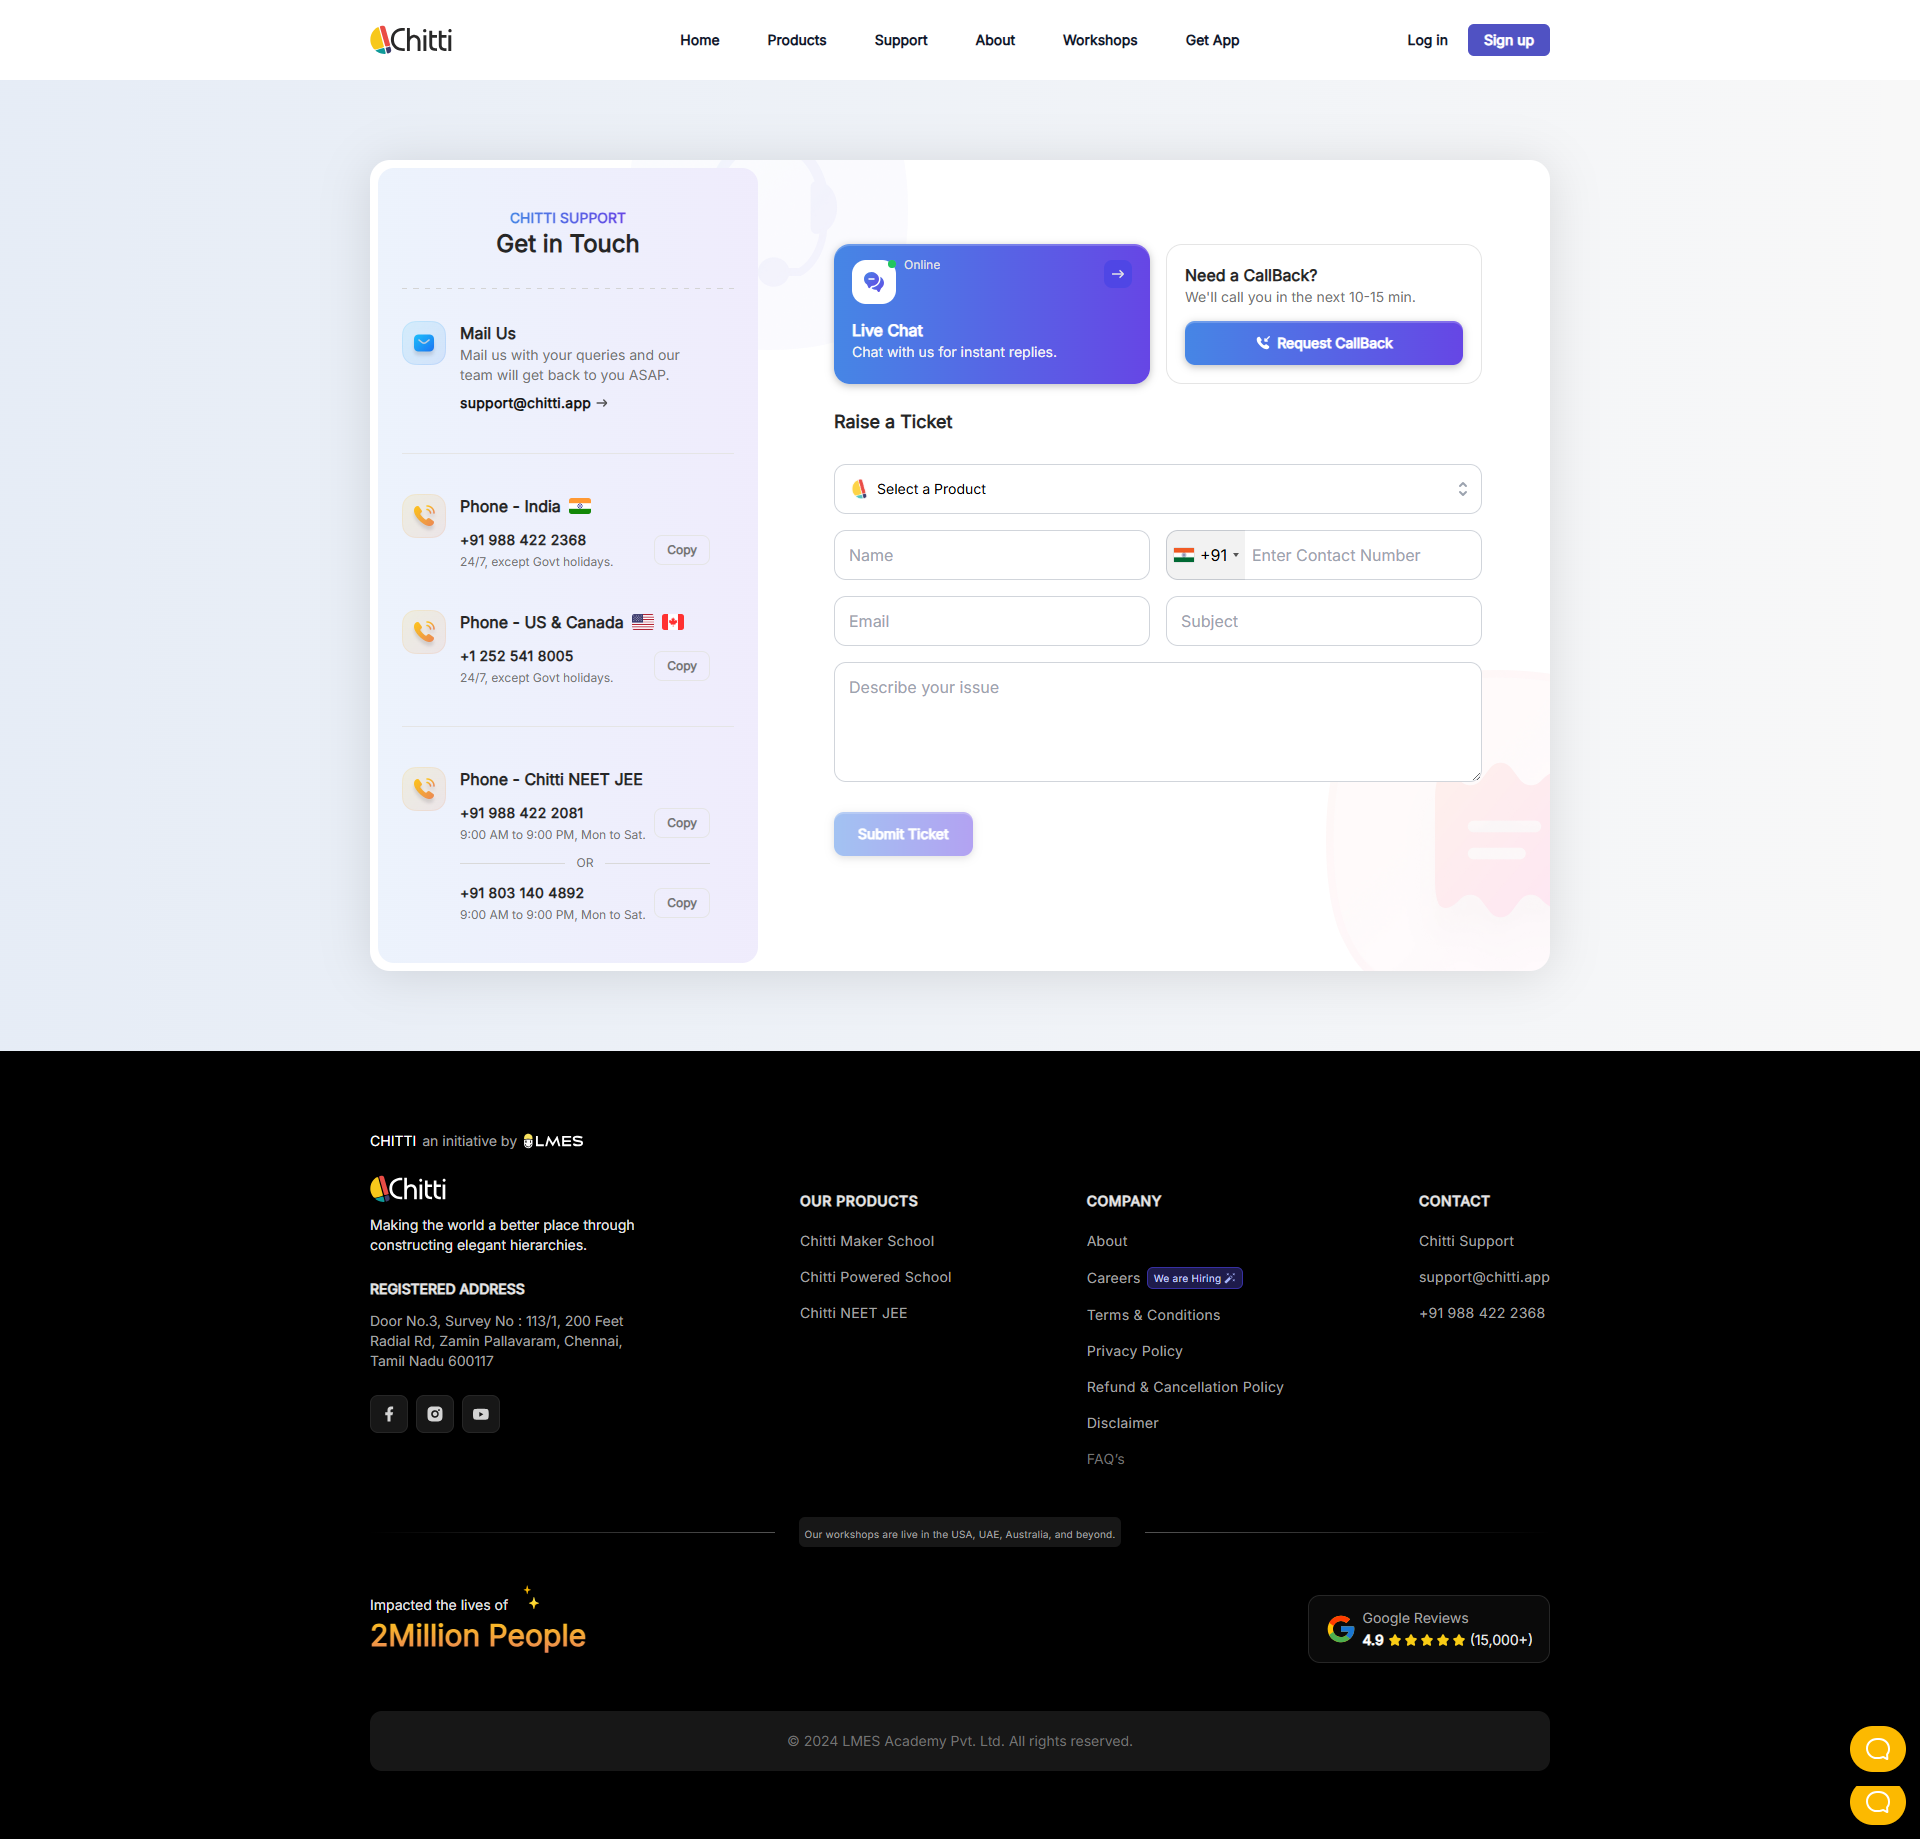 Chitti
Home
Products
Support
About
Workshops
Get App
Log in
Sign up
CHITTI SUPPORT
Get in Touch
Mail Us
Mail us with your queries and our
team will get back to you ASAP.
support@chitti.app
Phone - India
+91 988 422 2368
24/7, except Govt holidays.
Copy
Phone - US & Canada
+1 252 541 8005
24/7, except Govt holidays.
Copy
Phone - Chitti NEET JEE
+91 988 422 2081
9:00 AM to 9:00 PM, Mon to Sat.
Copy
OR
+91 803 140 4892
9:00 AM to 9:00 PM, Mon to Sat.
Copy
Online
Live Chat
Chat with us for instant replies.
Need a CallBack?
We'll call you in the next 10-15 min.
Request CallBack
Raise a Ticket
Select a Product
Name
+91
Enter Contact Number
Email
Subject
Describe your issue
Submit Ticket
CHITTI an initiative by LMES
Chitti
Making the world a better place through
constructing elegant hierarchies.
REGISTERED ADDRESS
Door No.3, Survey No : 113/1, 200 Feet
Radial Rd, Zamin Pallavaram, Chennai,
Tamil Nadu 600117
OUR PRODUCTS
Chitti Maker School
Chitti Powered School
Chitti NEET JEE
COMPANY
About
Careers
We are Hiring
Terms & Conditions
Privacy Policy
Refund & Cancellation Policy
Disclaimer
FAQ's
CONTACT
Chitti Support
support@chitti.app
+91 988 422 2368
Our workshops are live in the USA, UAE, Australia, and beyond.
Impacted the lives of
2Million People
Google Reviews
4.9 (15,000+)
© 2024 LMES Academy Pvt. Ltd. All rights reserved.